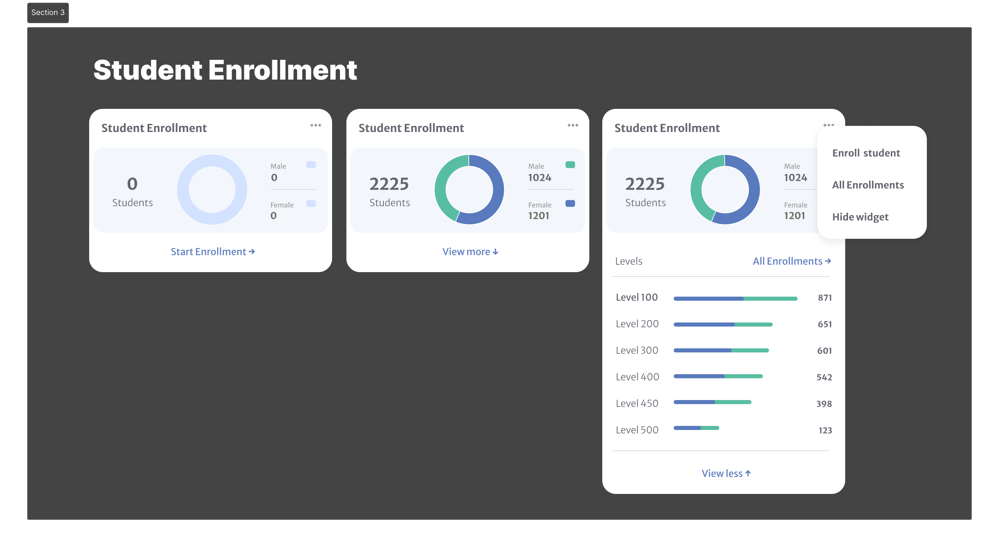 Section 3
Student Enrollment
Student Enrollment
0
Students
Male
0
Female
0
Start Enrollment →
Student Enrollment
2225
Students
Male
1024
Female
1201
View more ↓
Student Enrollment
2225
Students
Male
1024
Female
1201
Enroll student
All Enrollments
Hide widget
Levels
All Enrollments →
Level 100 871
Level 200 651
Level 300 601
Level 400 542
Level 450 398
Level 500 123
View less ↑